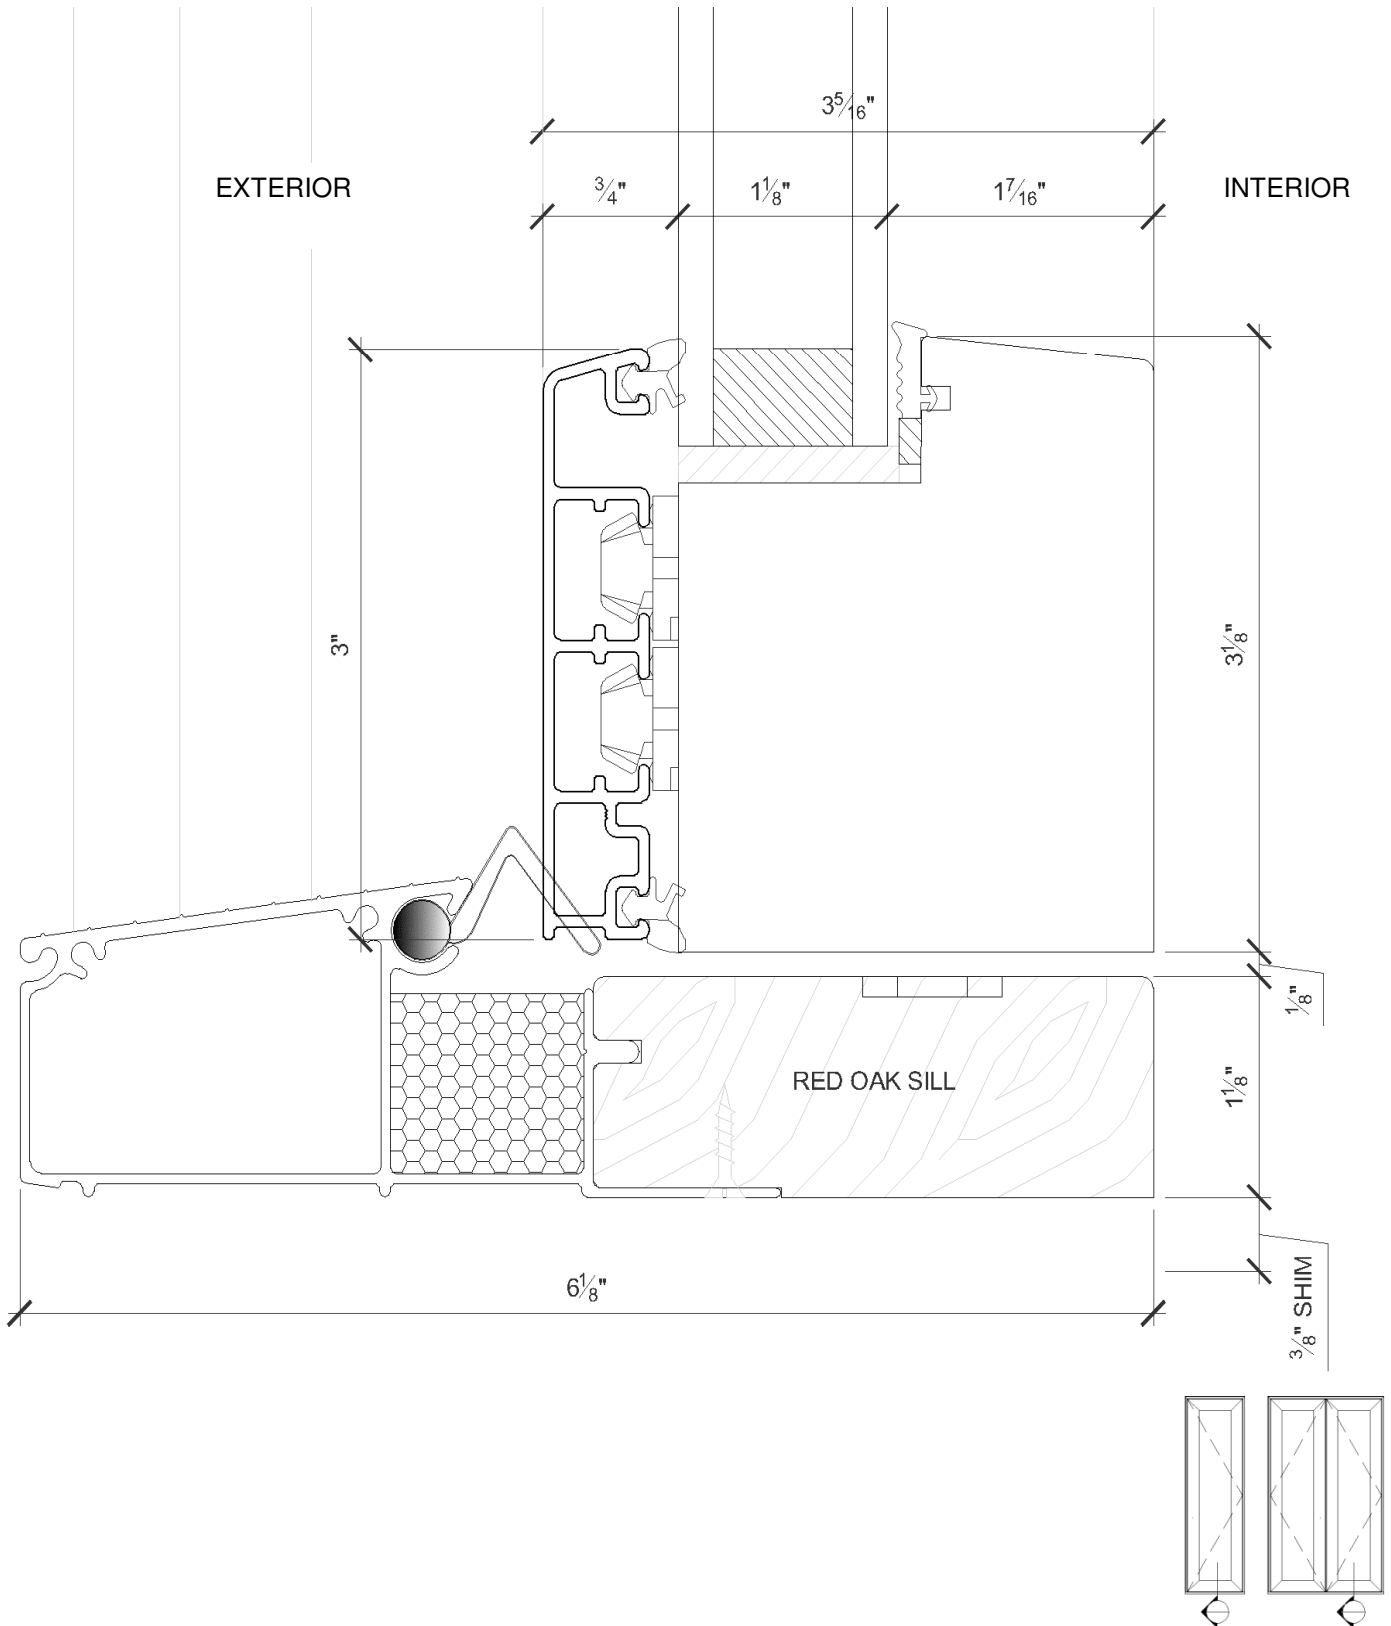 3 5/16"
EXTERIOR
3/4"
1 1/8"
1 7/16"
INTERIOR
3"
3 1/8"
1/8"
RED OAK SILL
1 1/8"
6 1/8"
3/8" SHIM